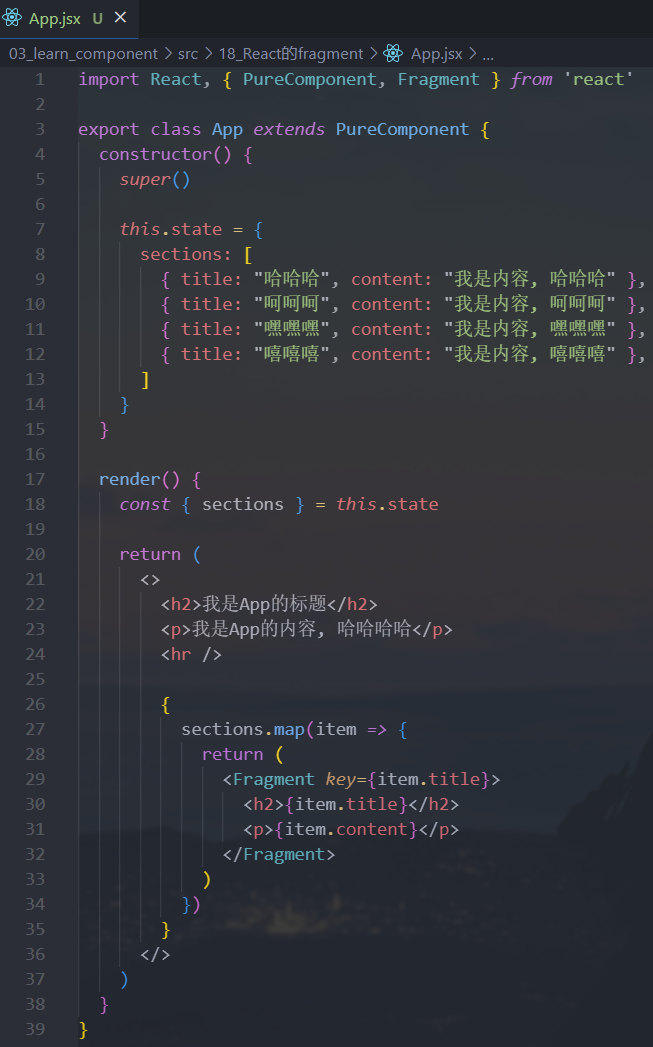 App.jsx U ×
03_learn_component > src > 18_React的fragment > App.jsx > ...
1 import React, { PureComponent, Fragment } from 'react'
2
3 export class App extends PureComponent {
4   constructor() {
5     super()
6
7     this.state = {
8       sections: [
9         { title: "哈哈哈", content: "我是内容, 哈哈哈" },
10         { title: "呵呵呵", content: "我是内容, 呵呵呵" },
11         { title: "嘿嘿嘿", content: "我是内容, 嘿嘿嘿" },
12         { title: "嘻嘻嘻", content: "我是内容, 嘻嘻嘻" },
13       ]
14     }
15   }
16
17   render() {
18     const { sections } = this.state
19
20     return (
21       <>
22         <h2>我是App的标题</h2>
23         <p>我是App的内容, 哈哈哈哈</p>
24         <hr />
25
26         {
27           sections.map(item => {
28             return (
29               <Fragment key={item.title}>
30                 <h2>{item.title}</h2>
31                 <p>{item.content}</p>
32               </Fragment>
33             )
34           })
35         }
36       </>
37     )
38   }
39 }